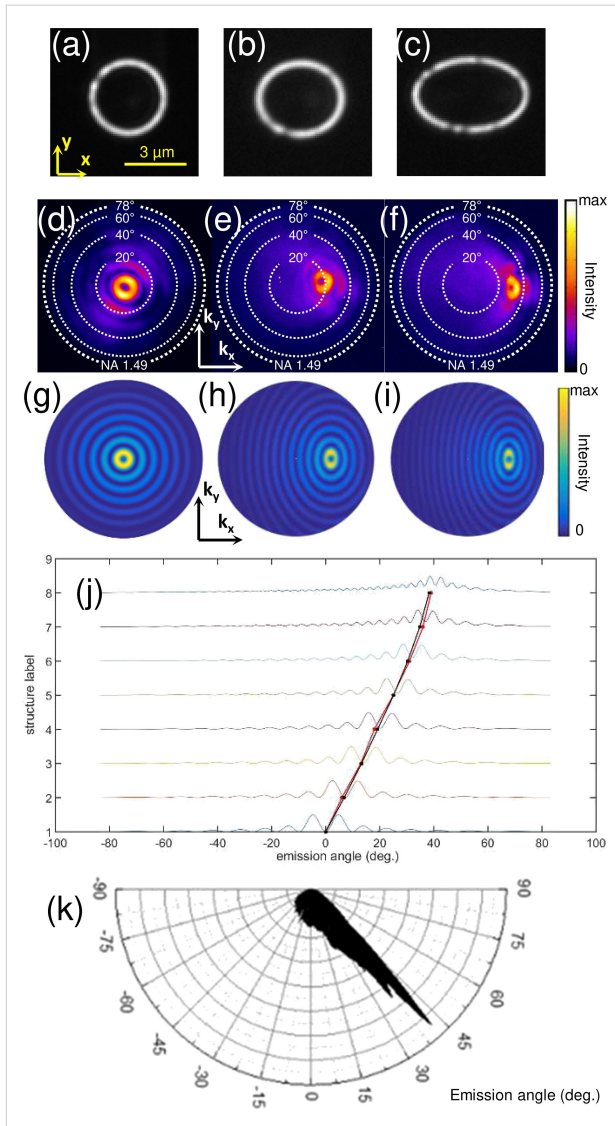 (a)
(b)
(c)
y
x
3 µm
(d)
(e)
(f)
78°
60°
40°
20°
78°
60°
40°
20°
78°
60°
40°
20°
NA 1.49
NA 1.49
NA 1.49
ky
kx
max
Intensity
0
(g)
(h)
(i)
ky
kx
max
Intensity
0
(j)
9
8
7
6
5
4
3
2
1
structure label
-100
-80
-60
-40
-20
0
20
40
60
80
100
emission angle (deg.)
(k)
-90
-75
-60
-45
-30
-15
0
15
30
45
60
75
90
Emission angle (deg.)